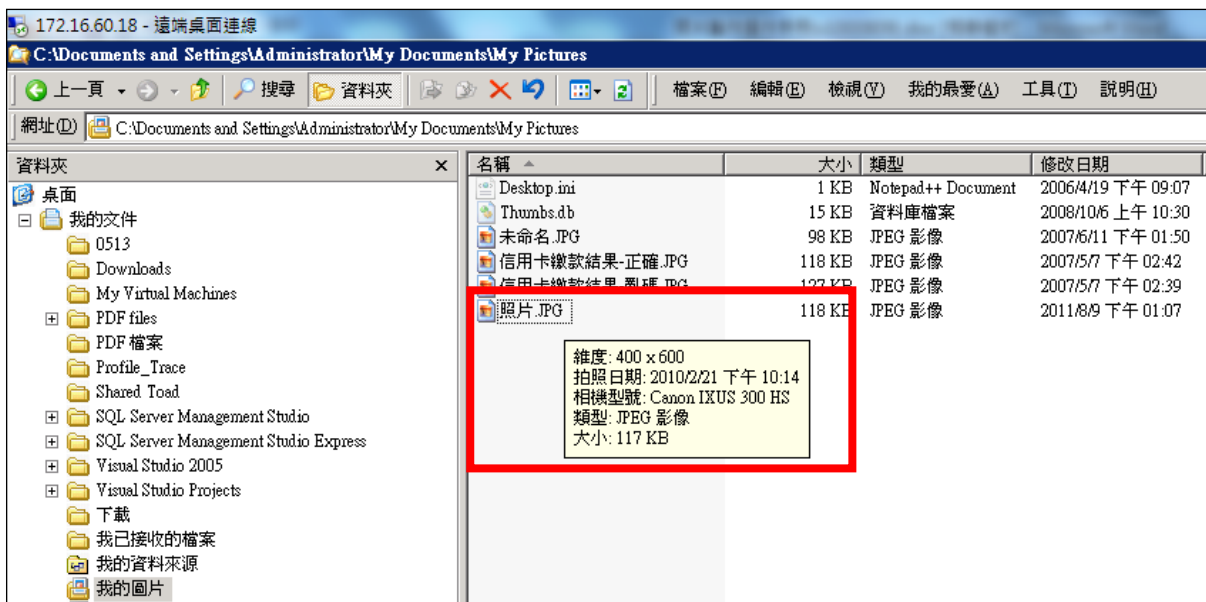 172.16.60.18 - 遠端桌面連線
C:\Documents and Settings\Administrator\My Documents\My Pictures
上一頁 搜尋 資料夾 檔案(F) 編輯(E) 檢視(V) 我的最愛(A) 工具(T) 說明(H)
網址(D) C:\Documents and Settings\Administrator\My Documents\My Pictures
資料夾
桌面
我的文件
0513
Downloads
My Virtual Machines
PDF files
PDF 檔案
Profile_Trace
Shared Toad
SQL Server Management Studio
SQL Server Management Studio Express
Visual Studio 2005
Visual Studio Projects
下載
我已接收的檔案
我的資料來源
我的圖片
名稱 大小 類型 修改日期
Desktop.ini 1 KB Notepad++ Document 2006/4/19 下午 09:07
Thumbs.db 15 KB 資料庫檔案 2008/10/6 上午 10:30
未命名.JPG 98 KB JPEG 影像 2007/6/11 下午 01:50
信用卡繳款結果-正確.JPG 118 KB JPEG 影像 2007/5/7 下午 02:42
信用卡繳款結果-亂碼.JPG 127 KB JPEG 影像 2007/5/7 下午 02:39
照片.JPG 118 KB JPEG 影像 2011/8/9 下午 01:07
維度: 400 x 600
拍照日期: 2010/2/21 下午 10:14
相機型號: Canon IXUS 300 HS
類型: JPEG 影像
大小: 117 KB